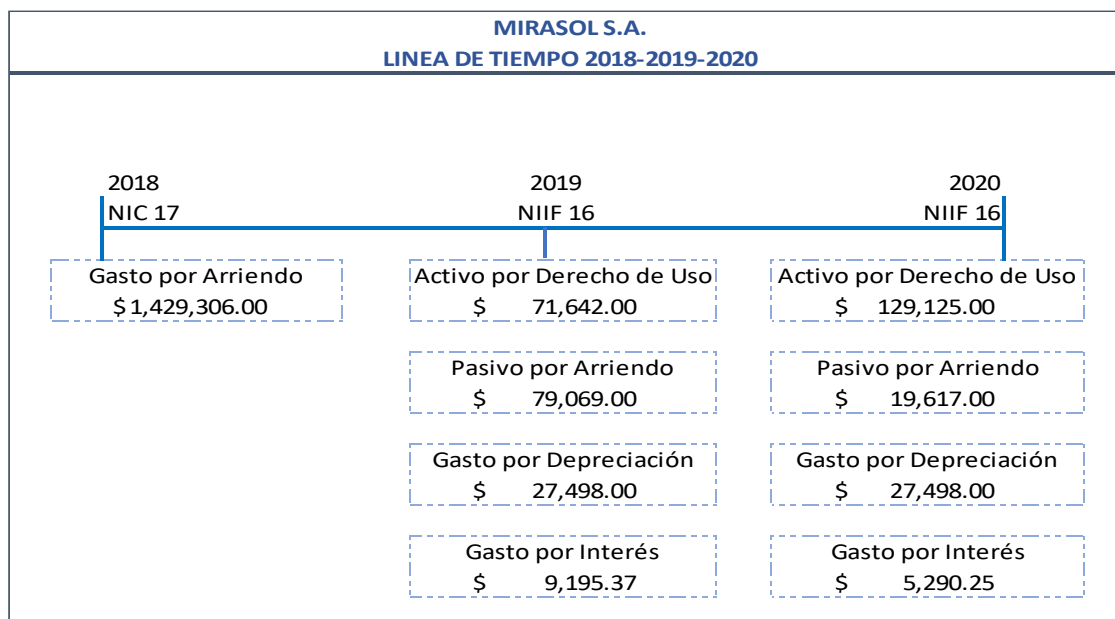 MIRASOL S.A.
LINEA DE TIEMPO 2018-2019-2020
2018
NIC 17
2019
NIIF 16
2020
NIIF 16
Gasto por Arriendo
$ 1,429,306.00
Activo por Derecho de Uso
$ 71,642.00
Activo por Derecho de Uso
$ 129,125.00
Pasivo por Arriendo
$ 79,069.00
Pasivo por Arriendo
$ 19,617.00
Gasto por Depreciación
$ 27,498.00
Gasto por Depreciación
$ 27,498.00
Gasto por Interés
$ 9,195.37
Gasto por Interés
$ 5,290.25